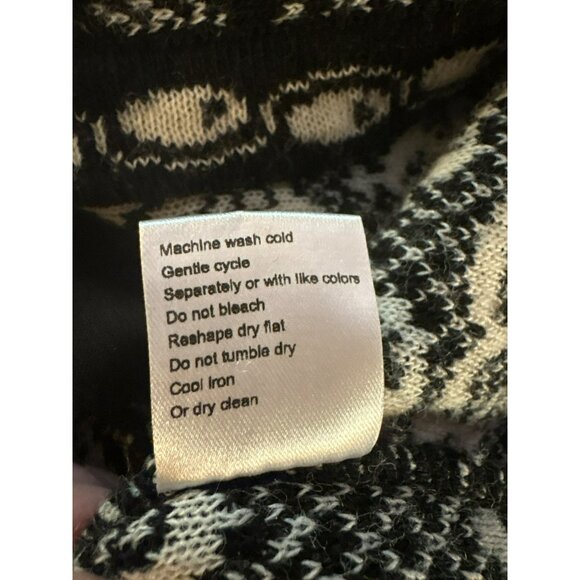 Machine wash cold
Gentle cycle
Separately or with like colors
Do not bleach
Reshape dry flat
Do not tumble dry
Cool Iron
Or dry clean